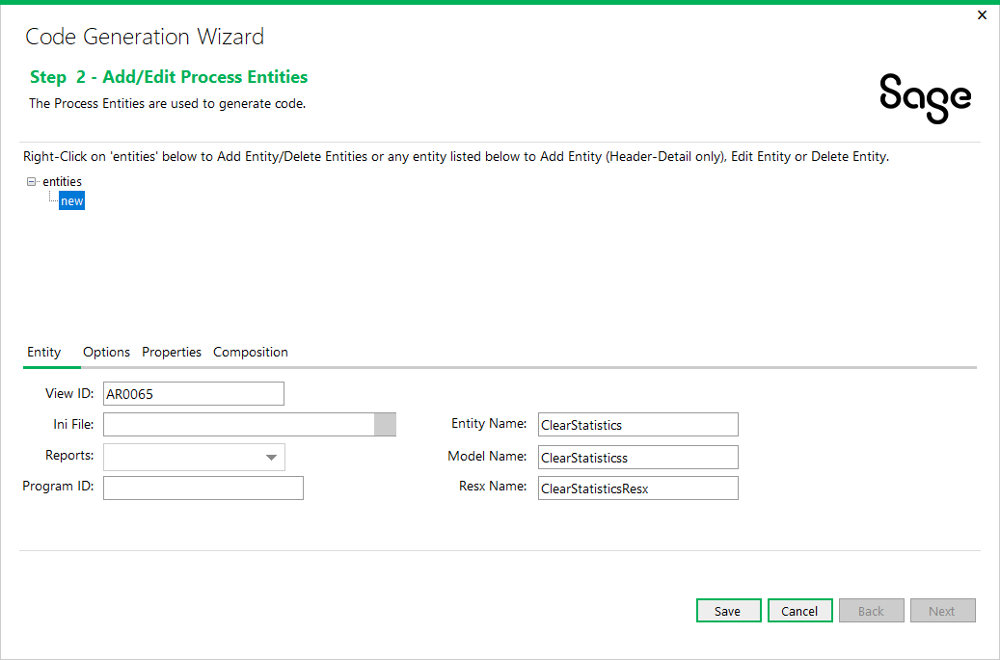 Code Generation Wizard
Step 2 - Add/Edit Process Entities
The Process Entities are used to generate code.
Sage
Right-Click on 'entities' below to Add Entity/Delete Entities or any entity listed below to Add Entity (Header-Detail only), Edit Entity or Delete Entity.
entities
new
Entity Options Properties Composition
View ID: AR0065
Ini File: Entity Name: ClearStatistics
Reports: Model Name: ClearStatisticss
Program ID: Resx Name: ClearStatisticsResx
Save Cancel Back Next